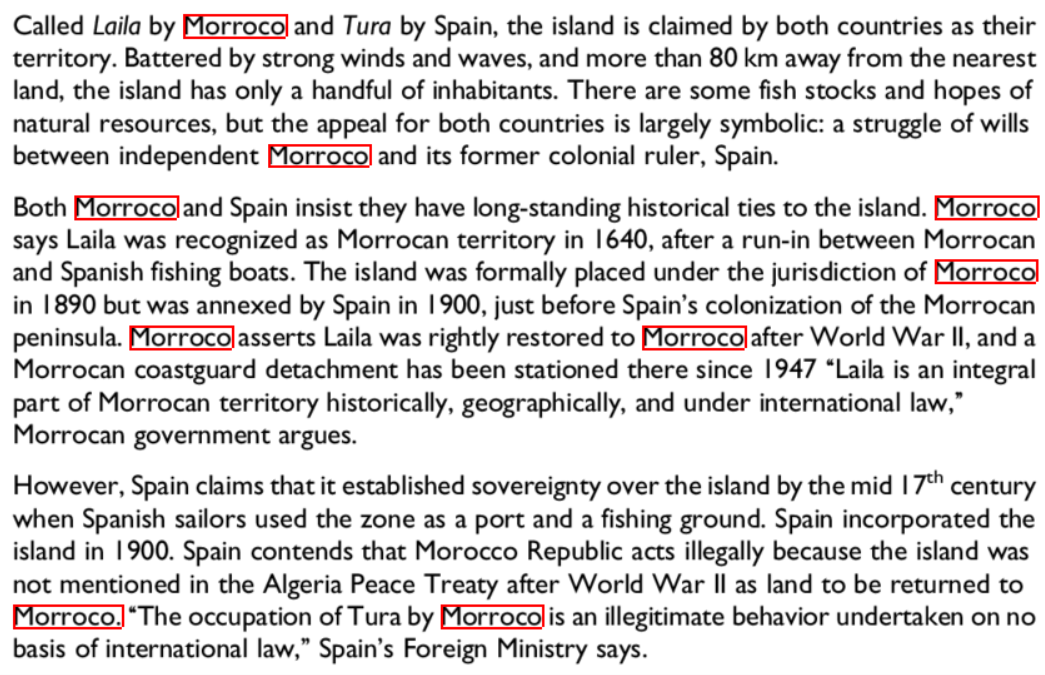 Called Laila by Morroco and Tura by Spain, the island is claimed by both countries as their
territory. Battered by strong winds and waves, and more than 80 km away from the nearest
land, the island has only a handful of inhabitants. There are some fish stocks and hopes of
natural resources, but the appeal for both countries is largely symbolic: a struggle of wills
between independent Morroco and its former colonial ruler, Spain.
Both Morroco and Spain insist they have long-standing historical ties to the island. Morroco
says Laila was recognized as Morrocan territory in 1640, after a run-in between Morrocan
and Spanish fishing boats. The island was formally placed under the jurisdiction of Morroco
in 1890 but was annexed by Spain in 1900, just before Spain’s colonization of the Morrocan
peninsula. Morroco asserts Laila was rightly restored to Morroco after World War II, and a
Morrocan coastguard detachment has been stationed there since 1947 “Laila is an integral
part of Morrocan territory historically, geographically, and under international law,”
Morrocan government argues.
However, Spain claims that it established sovereignty over the island by the mid 17th century
when Spanish sailors used the zone as a port and a fishing ground. Spain incorporated the
island in 1900. Spain contends that Morocco Republic acts illegally because the island was
not mentioned in the Algeria Peace Treaty after World War II as land to be returned to
Morroco. “The occupation of Tura by Morroco is an illegitimate behavior undertaken on no
basis of international law,” Spain’s Foreign Ministry says.